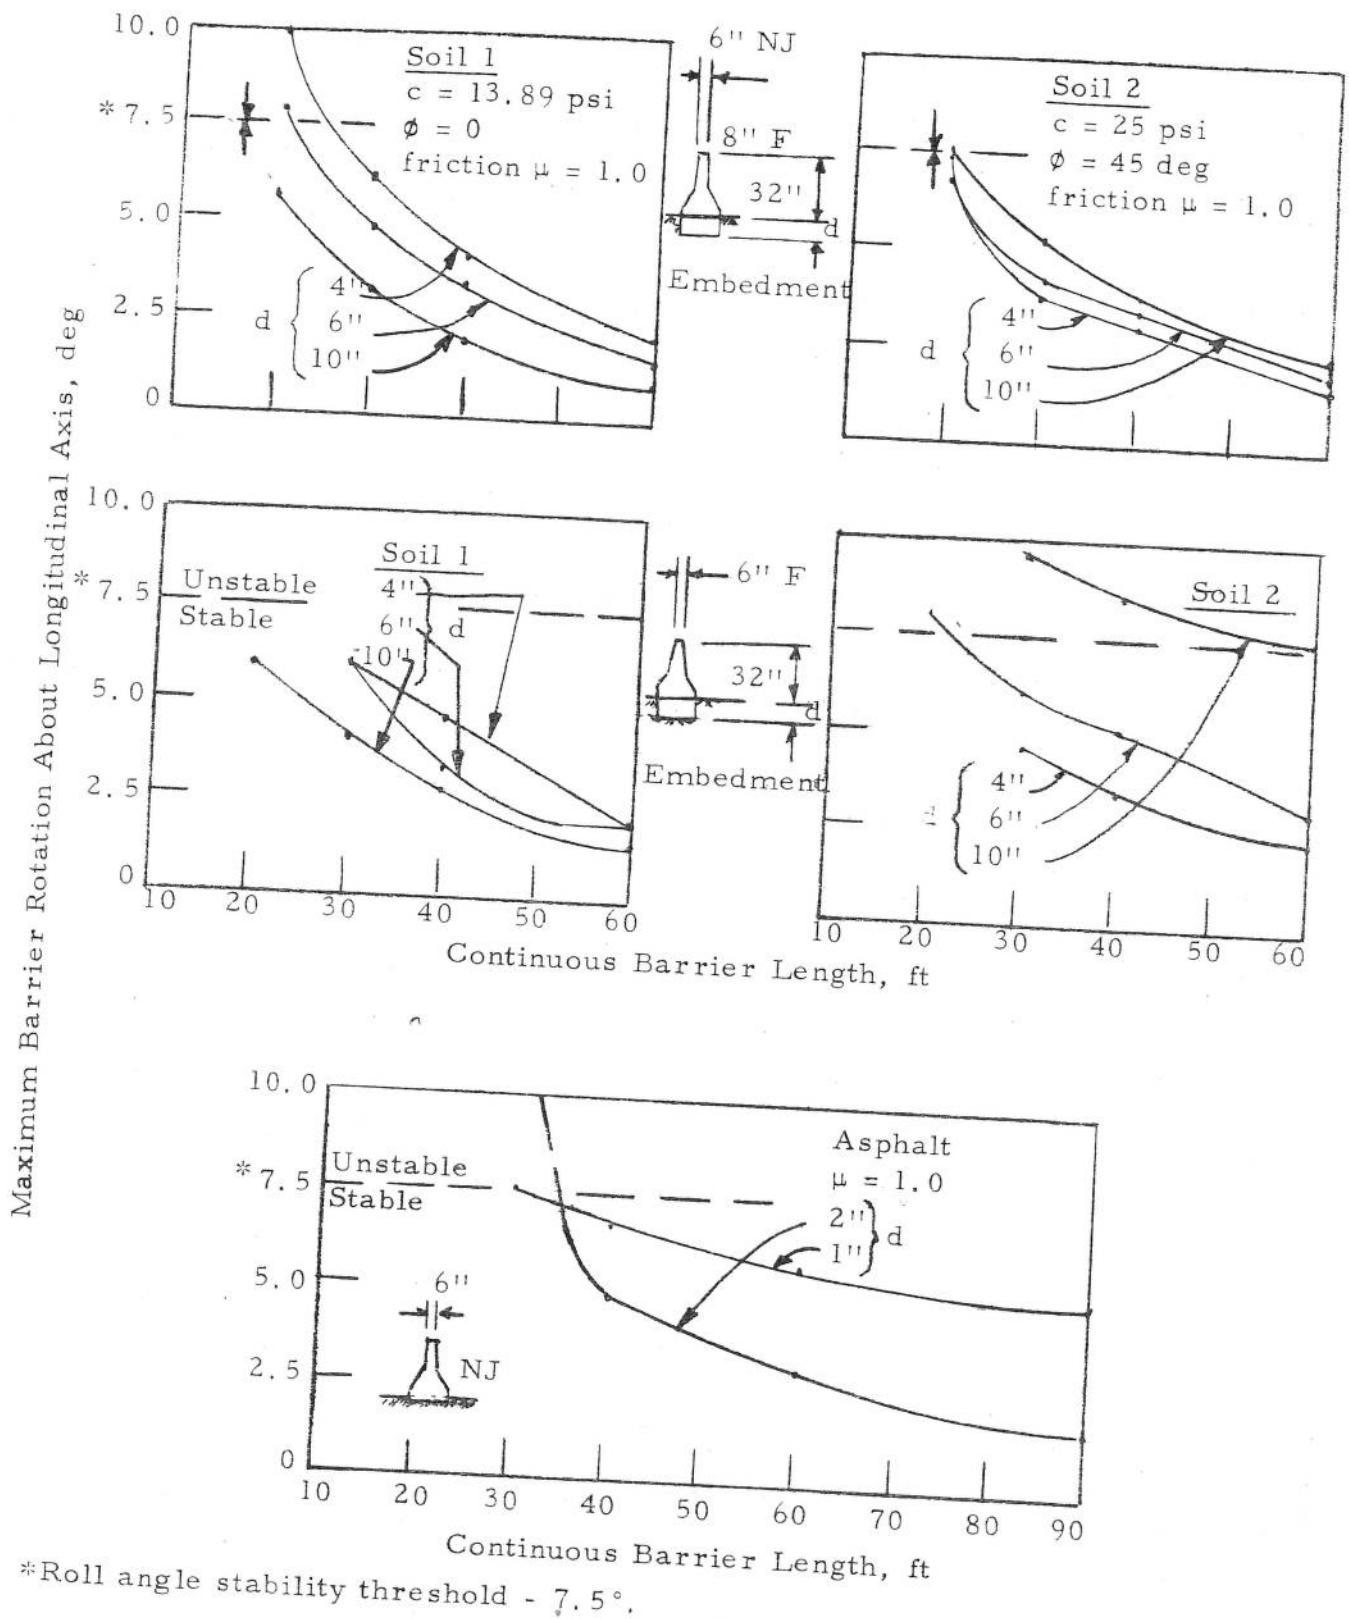 Maximum Barrier Rotation About Longitudinal Axis, deg
10.0
*7.5
5.0
2.5
0
Soil 1
c = 13.89 psi
ϕ = 0
friction μ = 1.0
d
4"
6"
10"
6" NJ
8" F
32"
d
Embedment
Soil 2
c = 25 psi
ϕ = 45 deg
friction μ = 1.0
d
4"
6"
10"
10.0
*7.5
5.0
2.5
0
Unstable
Stable
Soil 1
4"
6"
10"
d
10 20 30 40 50 60
6" F
32"
d
Embedment
Soil 2
d
4"
6"
10"
10 20 30 40 50 60
Continuous Barrier Length, ft
10.0
*7.5
5.0
2.5
0
Unstable
Stable
Asphalt
μ = 1.0
2"
1"
d
6"
NJ
10 20 30 40 50 60 70 80 90
Continuous Barrier Length, ft
*Roll angle stability threshold - 7.5°.